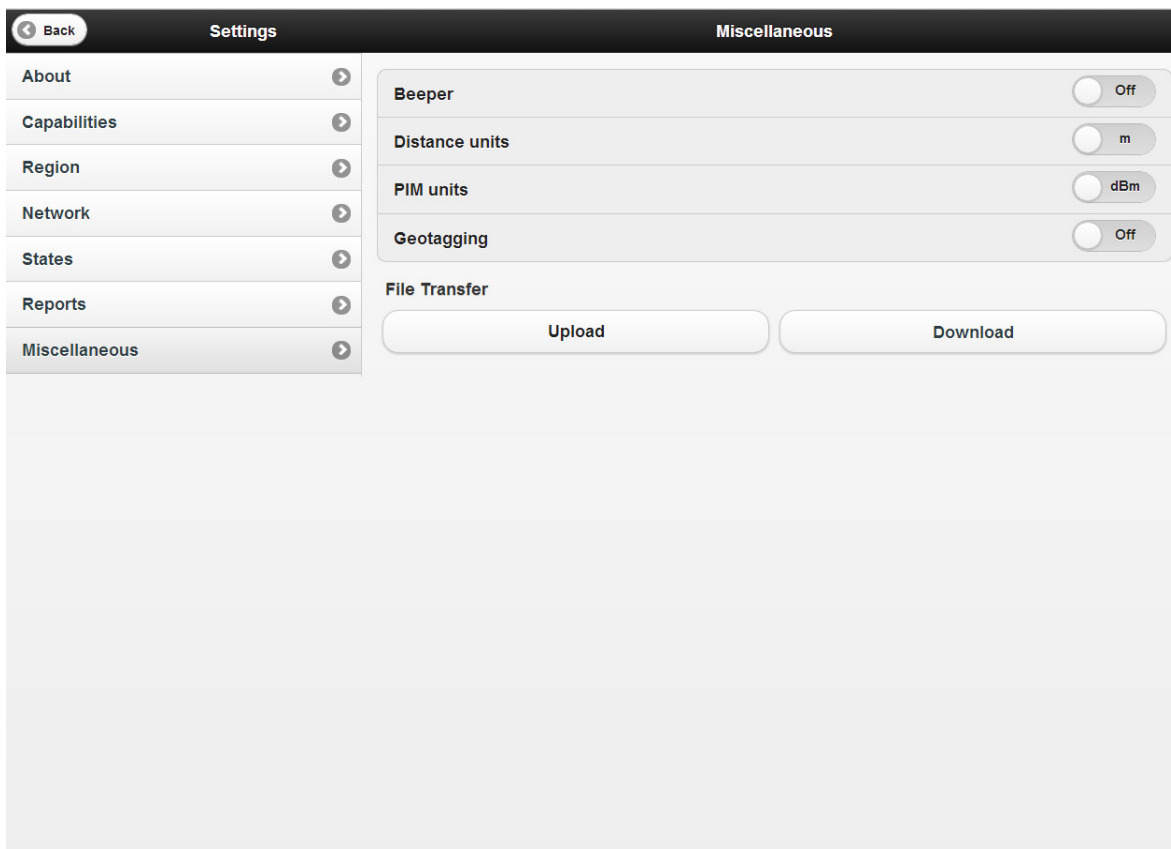 Back
Settings
Miscellaneous
About
Capabilities
Region
Network
States
Reports
Miscellaneous
Beeper Off
Distance units m
PIM units dBm
Geotagging Off
File Transfer
Upload Download